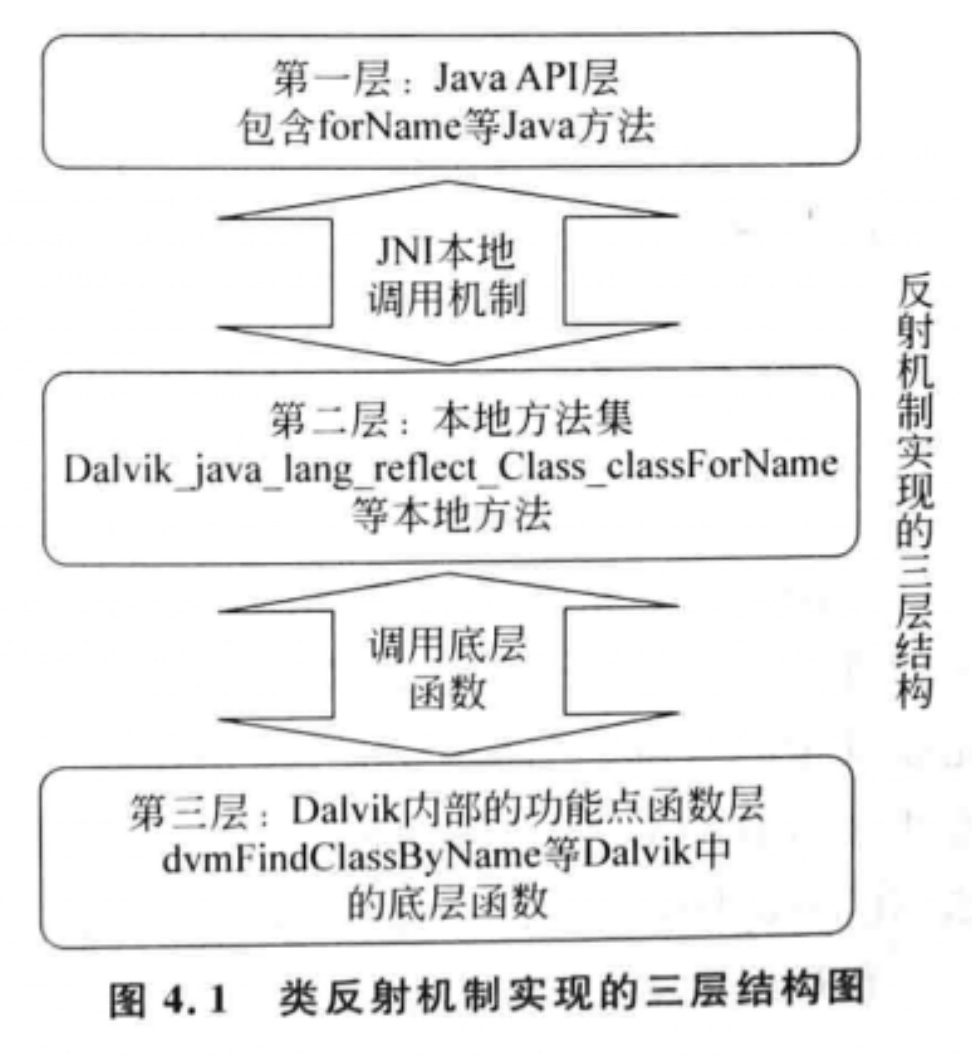 第一层：Java API层
包含forName等Java方法
JNI本地
调用机制
第二层：本地方法集
Dalvik_java_lang_reflect_Class_classForName
等本地方法
调用底层
函数
第三层：Dalvik内部的功能点函数层
dvmFindClassByName等Dalvik中
的底层函数
反射机制实现的三层结构
图 4.1 类反射机制实现的三层结构图